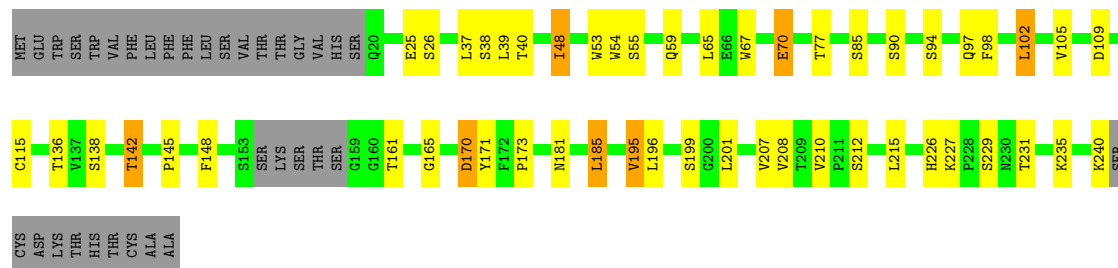 MET GLU TRP SER TRP VAL PHE LEU PHE PHE LEU SER VAL THR THR GLY VAL HIS SER Q20 E25 S26 L37 S38 L39 T40 I48 W53 W54 S55 Q59 L65 E66 W67 E70 T77 S85 S90 S94 Q97 F98 L102 V105 D109
C115 T136 V137 S138 T142 P145 F148 S153 SER LYS SER THR SER G159 G160 T161 G165 D170 Y171 F172 P173 N181 L185 V195 L196 S199 G200 L201 V207 V208 T209 V210 P211 S212 L215 H226 K227 P228 S229 N230 T231 K235 K240 SER
CYS ASP LYS THR HIS THR CYS ALA ALA